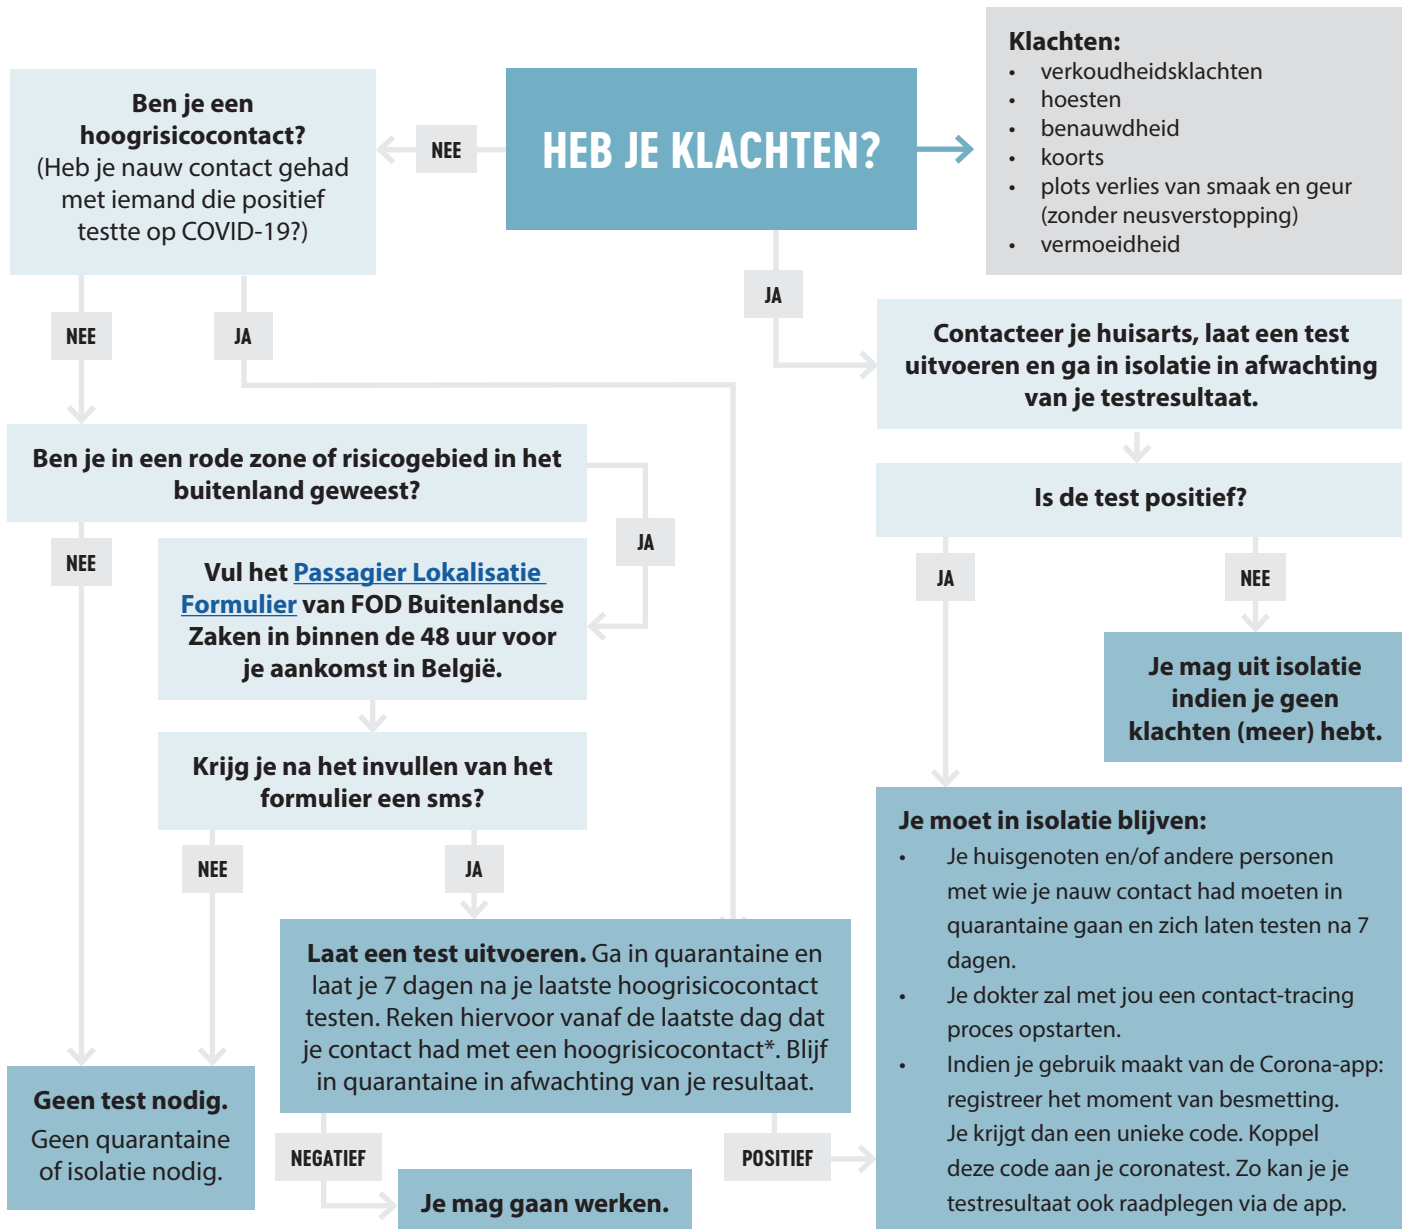 HEB JE KLACHTEN?
Klachten:
• verkoudheidsklachten
• hoesten
• benauwdheid
• koorts
• plots verlies van smaak en geur
(zonder neusverstopping)
• vermoeidheid
NEE
Ben je een
hoogrisicocontact?
(Heb je nauw contact gehad
met iemand die positief
testte op COVID-19?)
JA
NEE
JA
Contacteer je huisarts, laat een test
uitvoeren en ga in isolatie in afwachting
van je testresultaat.
Ben je in een rode zone of risicogebied in het
buitenland geweest?
Is de test positief?
NEE
JA
JA
NEE
Vul het Passagier Lokalisatie
Formulier van FOD Buitenlandse
Zaken in binnen de 48 uur voor
je aankomst in België.
Je mag uit isolatie
indien je geen
klachten (meer) hebt.
Krijg je na het invullen van het
formulier een sms?
NEE
JA
Je moet in isolatie blijven:
• Je huisgenoten en/of andere personen
met wie je nauw contact had moeten in
quarantaine gaan en zich laten testen na 7
dagen.
• Je dokter zal met jou een contact-tracing
proces opstarten.
• Indien je gebruik maakt van de Corona-app:
registreer het moment van besmetting.
Je krijgt dan een unieke code. Koppel
deze code aan je coronatest. Zo kan je je
testresultaat ook raadplegen via de app.
Laat een test uitvoeren. Ga in quarantaine en
laat je 7 dagen na je laatste hoogrisicocontact
testen. Reken hiervoor vanaf de laatste dag dat
je contact had met een hoogrisicocontact*. Blijf
in quarantaine in afwachting van je resultaat.
Geen test nodig.
Geen quarantaine
of isolatie nodig.
NEGATIEF
POSITIEF
Je mag gaan werken.